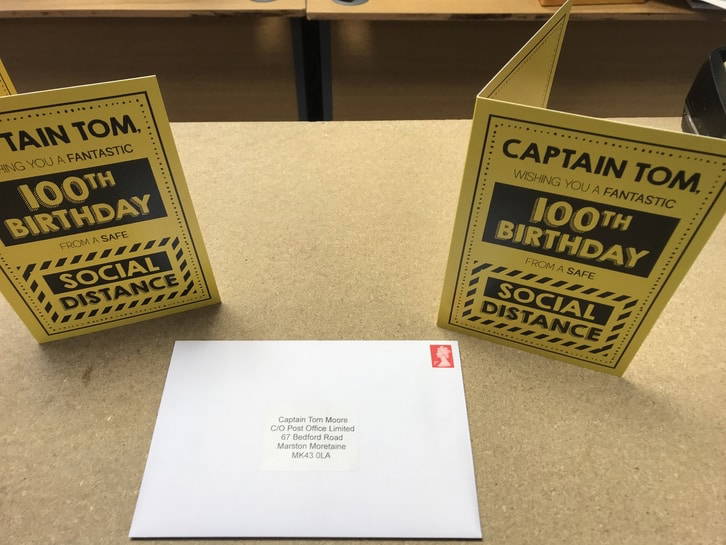 TAIN TOM,
ING YOU A FANTASTIC
100TH
BIRTHDAY
FROM A SAFE
SOCIAL
DISTANCE
CAPTAIN TOM,
WISHING YOU A FANTASTIC
100TH
BIRTHDAY
FROM A SAFE
SOCIAL
DISTANCE
Captain Tom Moore
C/O Post Office Limited
67 Bedford Road
Marston Moretaine
MK43 0LA